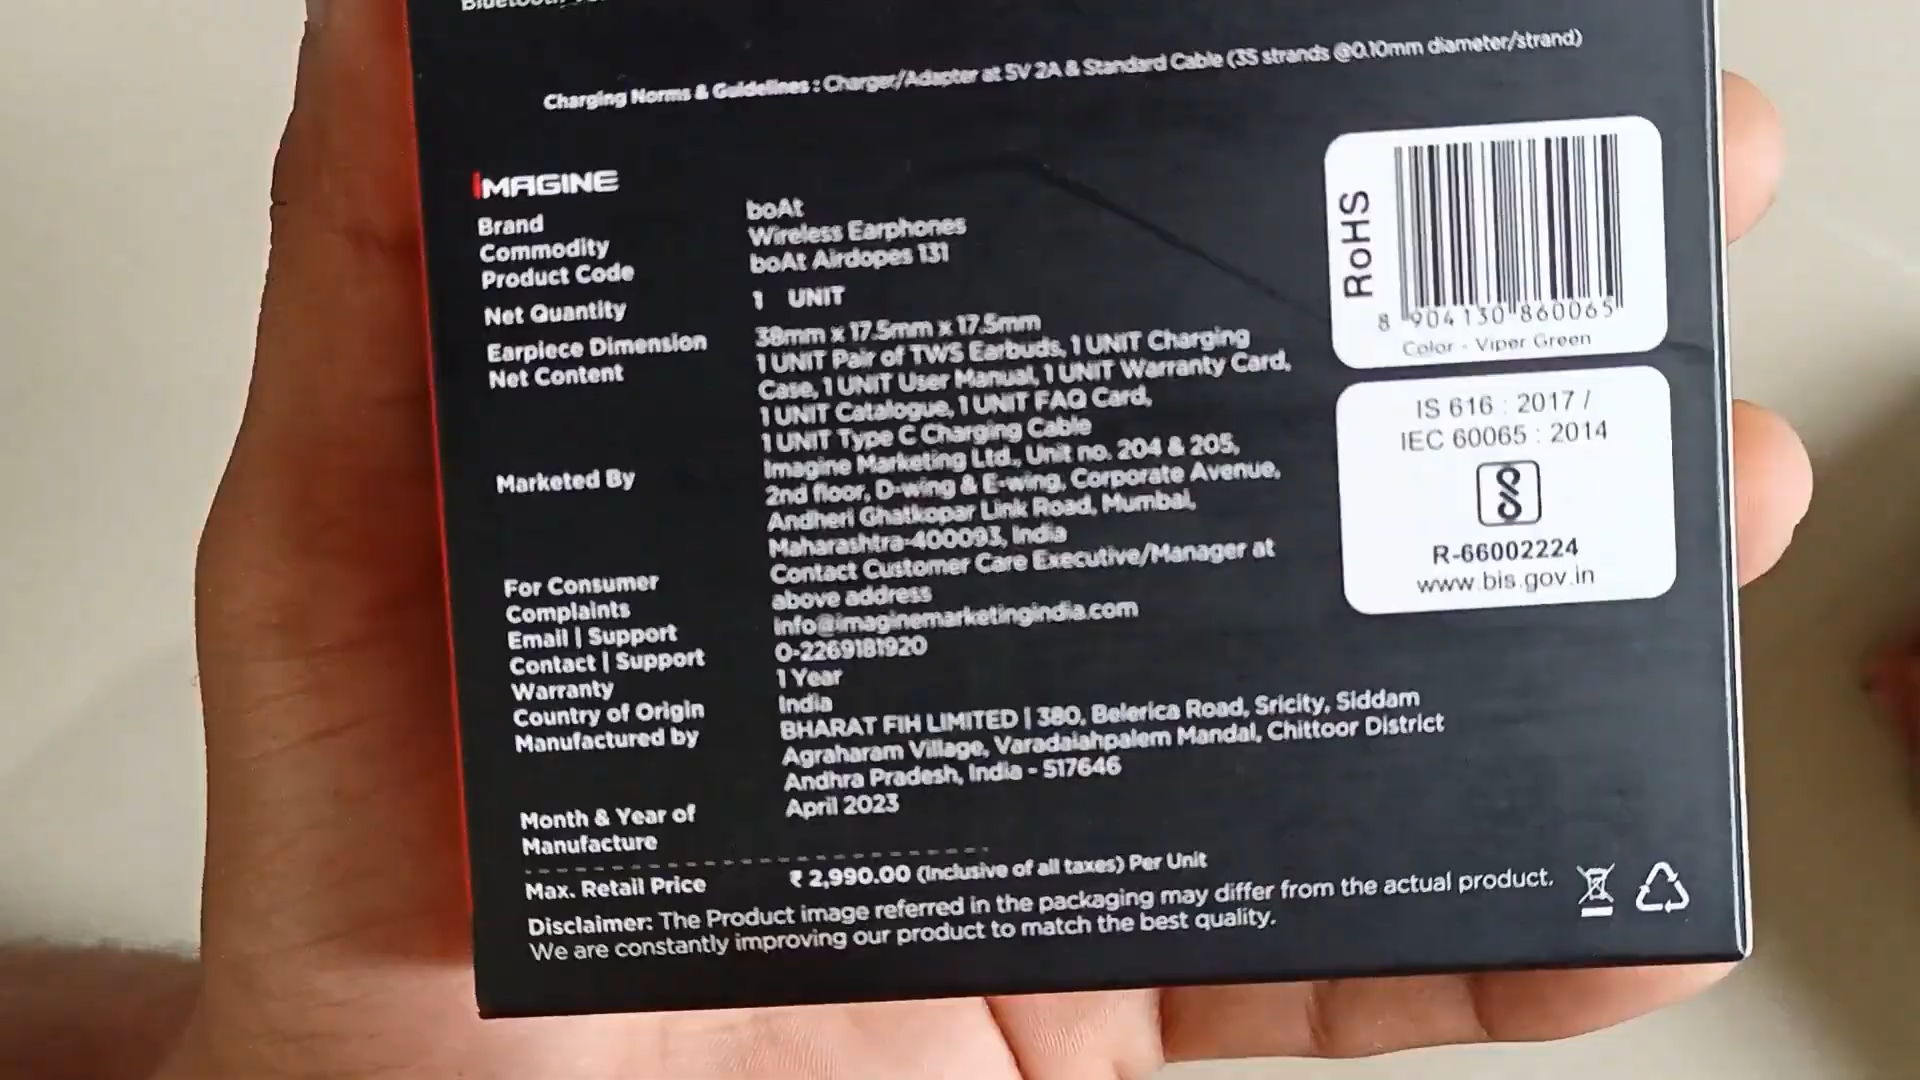 Charging Norms & Guidelines : Charger/Adapter at 5V 2A & Standard Cable (35 strands @0.10mm diameter/strand)
IMAGINE
Brand boAt
Commodity Wireless Earphones
Product Code boAt Airdopes 131
Net Quantity 1 UNIT
Earpiece Dimension 38mm x 17.5mm x 17.5mm
Net Content 1 UNIT Pair of TWS Earbuds, 1 UNIT Charging
Case, 1 UNIT User Manual, 1 UNIT Warranty Card,
1 UNIT Catalogue, 1 UNIT FAQ Card,
1 UNIT Type C Charging Cable
Marketed By Imagine Marketing Ltd., Unit no. 204 & 205,
2nd floor, D-wing & E-wing, Corporate Avenue,
Andheri Ghatkopar Link Road, Mumbai,
Maharashtra-400093, India
For Consumer Contact Customer Care Executive/Manager at
Complaints above address
Email | Support info@imaginemarketingindia.com
Contact | Support 0-2269181920
Warranty 1 Year
Country of Origin India
Manufactured by BHARAT FIH LIMITED | 380, Belerica Road, Sricity, Siddam
Agraharam Village, Varadaiahpalem Mandal, Chittoor District
Andhra Pradesh, India - 517646
Month & Year of April 2023
Manufacture
Max. Retail Price ₹ 2,990.00 (Inclusive of all taxes) Per Unit
Disclaimer: The Product image referred in the packaging may differ from the actual product.
We are constantly improving our product to match the best quality.
RoHS
8 904130 860065
Color - Viper Green
IS 616 : 2017 /
IEC 60065 : 2014
R-66002224
www.bis.gov.in